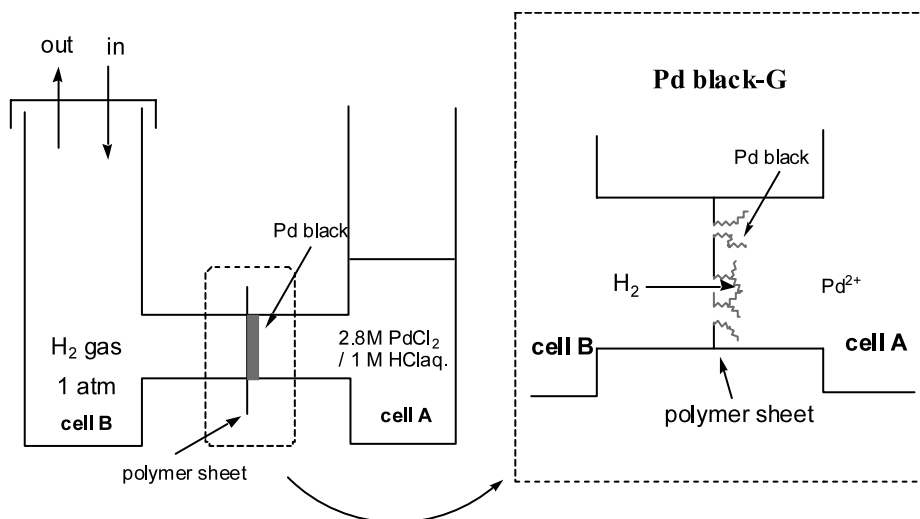 out
in
Pd black
H₂ gas
1 atm
cell B
2.8M PdCl₂
/ 1 M HClaq.
cell A
polymer sheet
Pd black-G
Pd black
H₂
Pd²⁺
cell B
cell A
polymer sheet